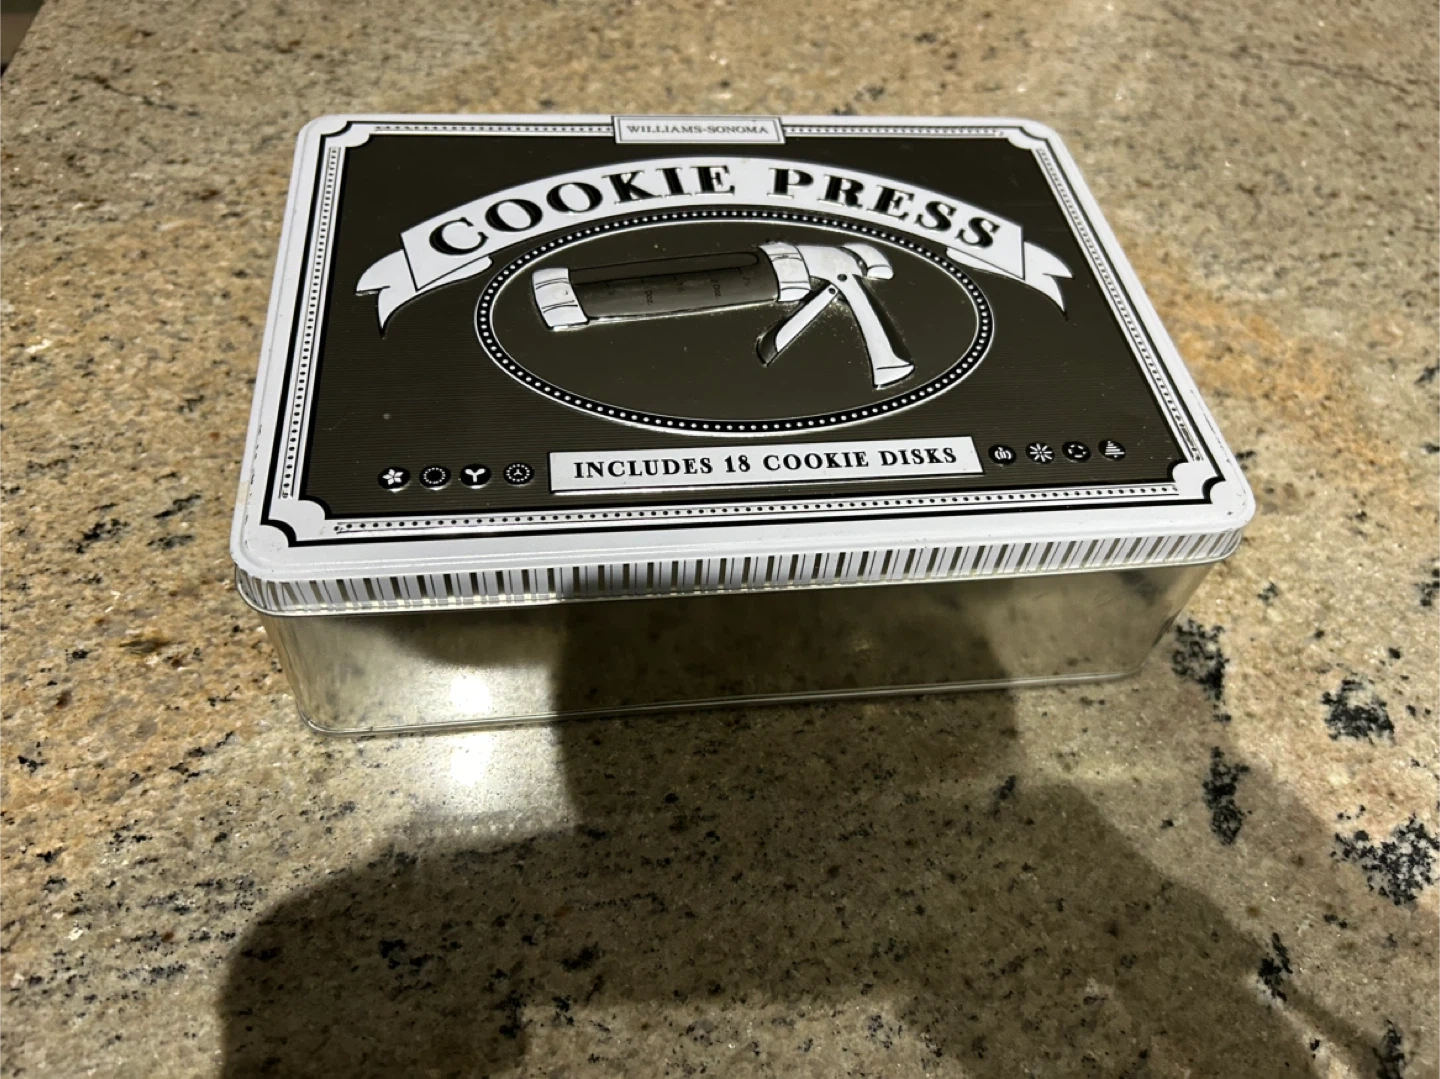 WILLIAMS-SONOMA
COOKIE PRESS
INCLUDES 18 COOKIE DISKS